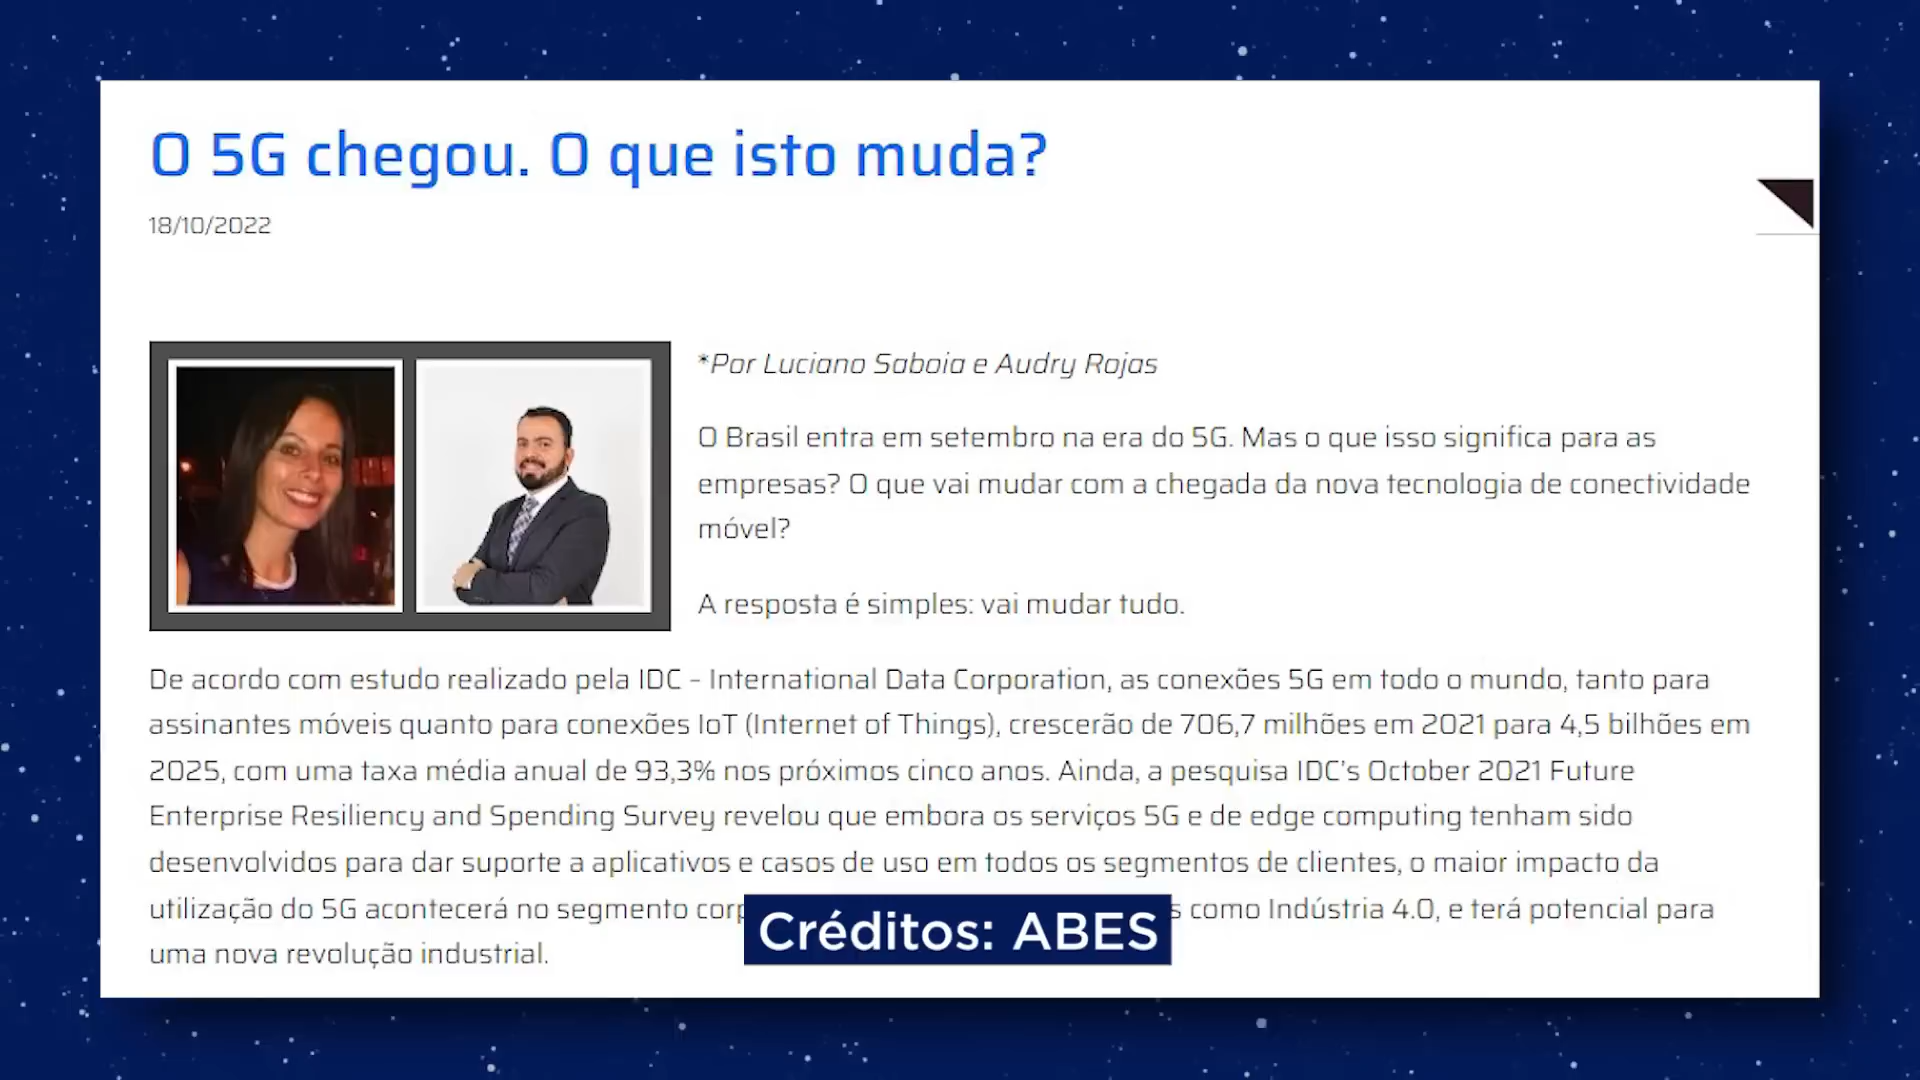 O 5G chegou. O que isto muda?
18/10/2022
*Por Luciano Saboia e Audry Rojas
O Brasil entra em setembro na era do 5G. Mas o que isso significa para as
empresas? O que vai mudar com a chegada da nova tecnologia de conectividade
móvel?
A resposta é simples: vai mudar tudo.
De acordo com estudo realizado pela IDC – International Data Corporation, as conexões 5G em todo o mundo, tanto para
assinantes móveis quanto para conexões IoT (Internet of Things), crescerão de 706,7 milhões em 2021 para 4,5 bilhões em
2025, com uma taxa média anual de 93,3% nos próximos cinco anos. Ainda, a pesquisa IDC's October 2021 Future
Enterprise Resiliency and Spending Survey revelou que embora os serviços 5G e de edge computing tenham sido
desenvolvidos para dar suporte a aplicativos e casos de uso em todos os segmentos de clientes, o maior impacto da
utilização do 5G acontecerá no segmento como Indústria 4.0, e terá potencial para
uma nova revolução industrial.
Créditos: ABES